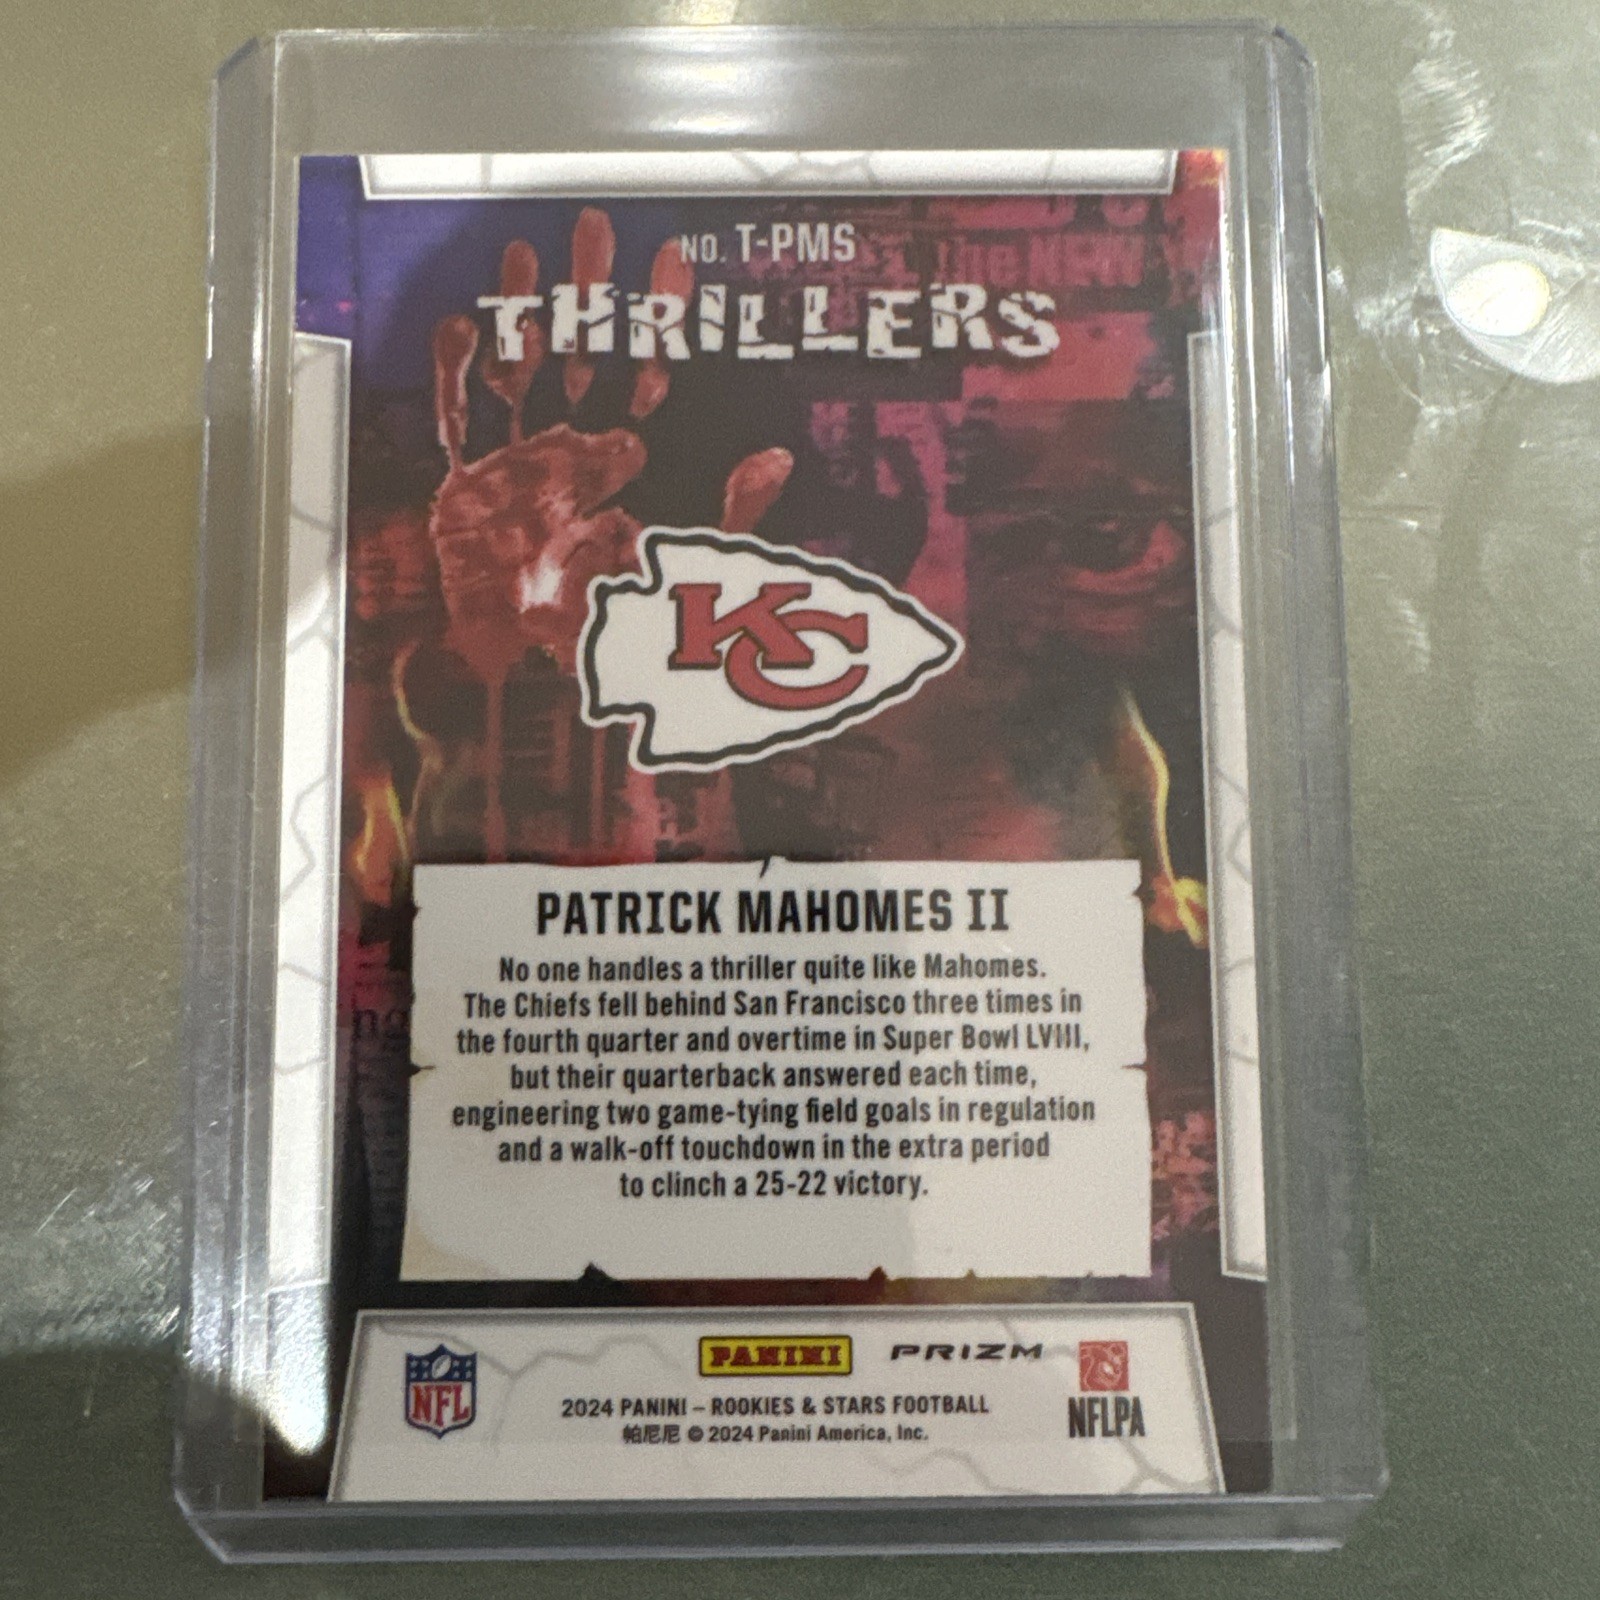 NO. T-PMS
THRILLERS
the NEW
KC
PATRICK MAHOMES II
No one handles a thriller quite like Mahomes.
The Chiefs fell behind San Francisco three times in
the fourth quarter and overtime in Super Bowl LVIII,
but their quarterback answered each time,
engineering two game-tying field goals in regulation
and a walk-off touchdown in the extra period
to clinch a 25-22 victory.
PANINI PRIZM
NFL
2024 PANINI – ROOKIES & STARS FOOTBALL
帕尼尼 © 2024 Panini America, Inc.
NFLPA